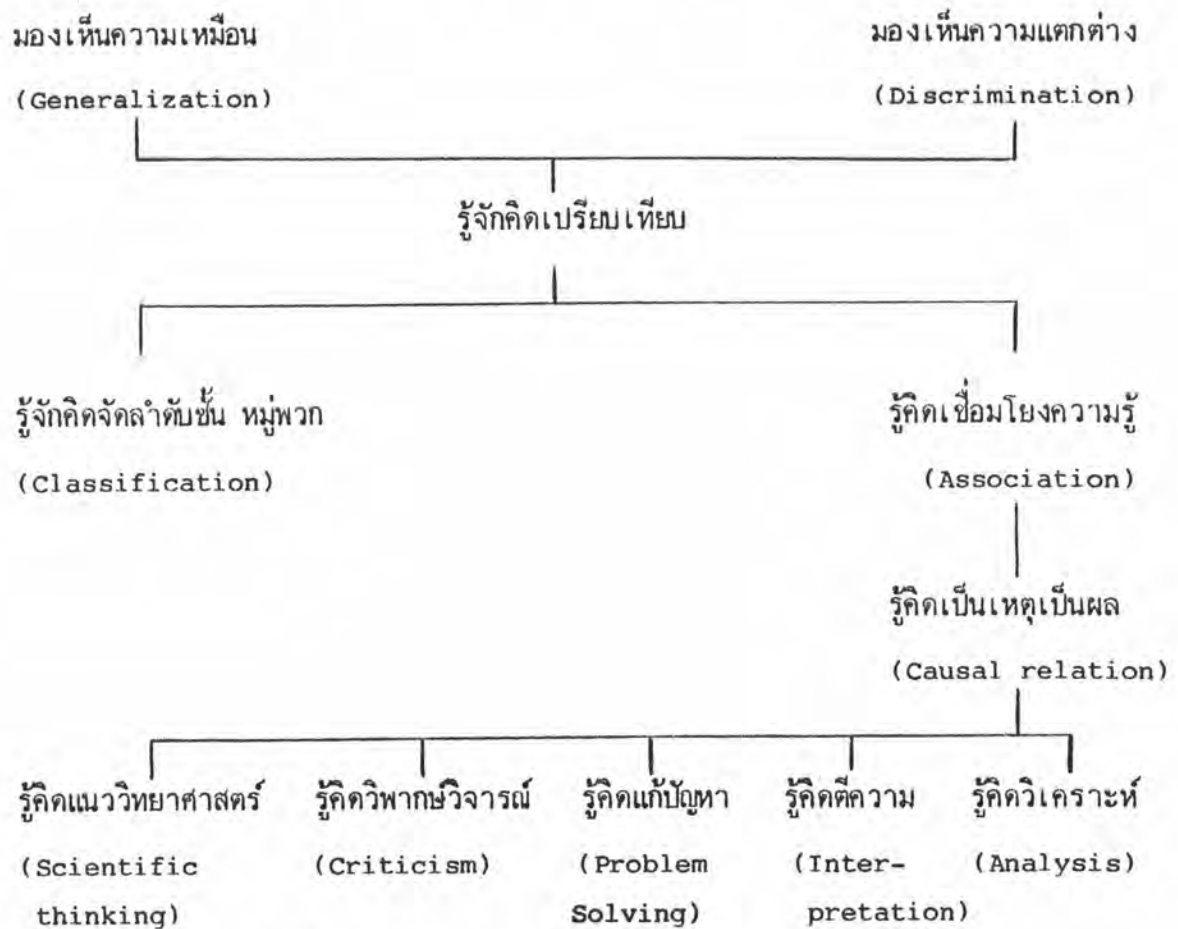 มองเห็นความเหมือน
มองเห็นความแตกต่าง
(Generalization)
(Discrimination)
รู้จักคิดเปรียบเทียบ
รู้จักคิดจัดลำดับชั้น หมู่พวก
รู้คิดเชื่อมโยงความรู้
(Classification)
(Association)
รู้คิดเป็นเหตุเป็นผล
(Causal relation)
รู้คิดแนววิทยาศาสตร์
รู้คิดวิพากษ์วิจารณ์
รู้คิดแก้ปัญหา
รู้คิดตีความ
รู้คิดวิเคราะห์
(Scientific
thinking)
(Criticism)
(Problem
Solving)
(Inter-
pretation)
(Analysis)